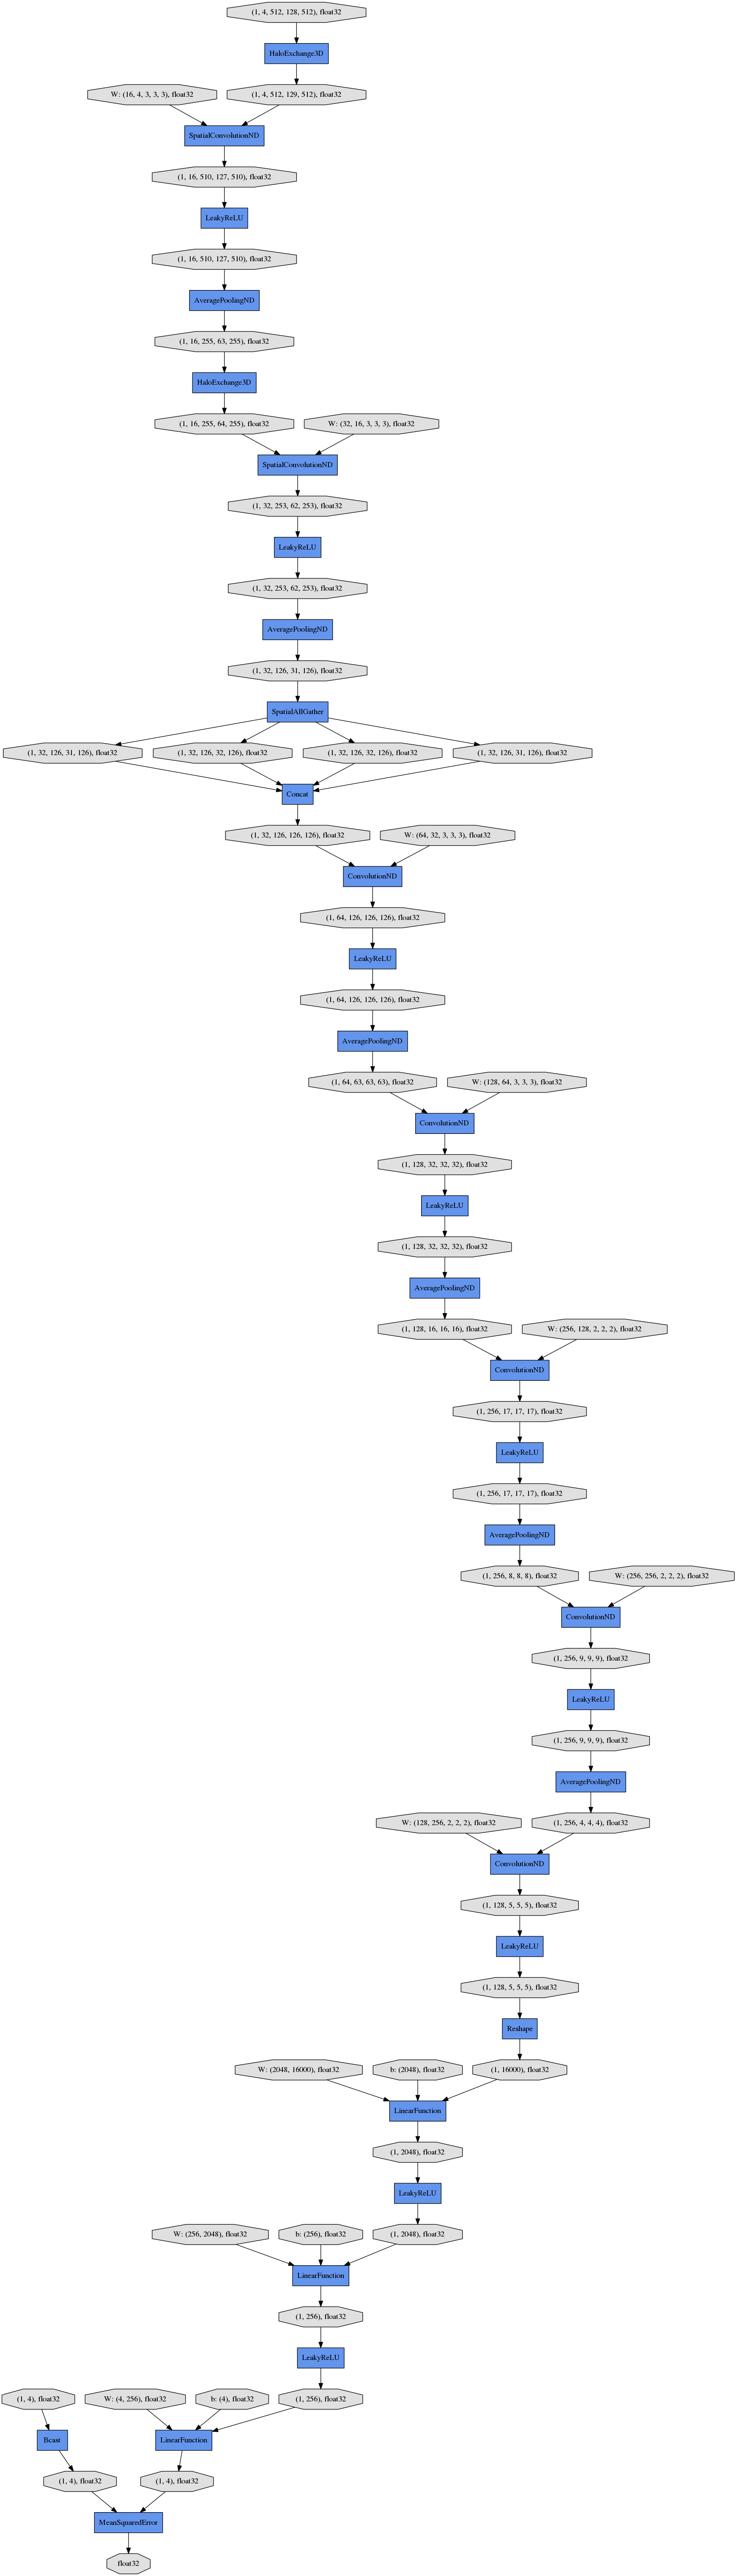 (1, 4, 512, 128, 512), float32
HaloExchange3D
W: (16, 4, 3, 3, 3), float32
(1, 4, 512, 129, 512), float32
SpatialConvolutionND
(1, 16, 510, 127, 510), float32
LeakyReLU
(1, 16, 510, 127, 510), float32
AveragePoolingND
(1, 16, 255, 63, 255), float32
HaloExchange3D
(1, 16, 255, 64, 255), float32
W: (32, 16, 3, 3, 3), float32
SpatialConvolutionND
(1, 32, 253, 62, 253), float32
LeakyReLU
(1, 32, 253, 62, 253), float32
AveragePoolingND
(1, 32, 126, 31, 126), float32
SpatialAllGather
(1, 32, 126, 31, 126), float32
(1, 32, 126, 32, 126), float32
(1, 32, 126, 32, 126), float32
(1, 32, 126, 31, 126), float32
Concat
(1, 32, 126, 126, 126), float32
W: (64, 32, 3, 3, 3), float32
ConvolutionND
(1, 64, 126, 126, 126), float32
LeakyReLU
(1, 64, 126, 126, 126), float32
AveragePoolingND
(1, 64, 63, 63, 63), float32
W: (128, 64, 3, 3, 3), float32
ConvolutionND
(1, 128, 32, 32, 32), float32
LeakyReLU
(1, 128, 32, 32, 32), float32
AveragePoolingND
(1, 128, 16, 16, 16), float32
W: (256, 128, 2, 2, 2), float32
ConvolutionND
(1, 256, 17, 17, 17), float32
LeakyReLU
(1, 256, 17, 17, 17), float32
AveragePoolingND
(1, 256, 8, 8, 8), float32
W: (256, 256, 2, 2, 2), float32
ConvolutionND
(1, 256, 9, 9, 9), float32
LeakyReLU
(1, 256, 9, 9, 9), float32
AveragePoolingND
W: (128, 256, 2, 2, 2), float32
(1, 256, 4, 4, 4), float32
ConvolutionND
(1, 128, 5, 5, 5), float32
LeakyReLU
(1, 128, 5, 5, 5), float32
Reshape
W: (2048, 16000), float32
b: (2048), float32
(1, 16000), float32
LinearFunction
(1, 2048), float32
LeakyReLU
W: (256, 2048), float32
b: (256), float32
(1, 2048), float32
LinearFunction
(1, 256), float32
LeakyReLU
(1, 4), float32
W: (4, 256), float32
b: (4), float32
(1, 256), float32
Bcast
LinearFunction
(1, 4), float32
(1, 4), float32
MeanSquaredError
float32